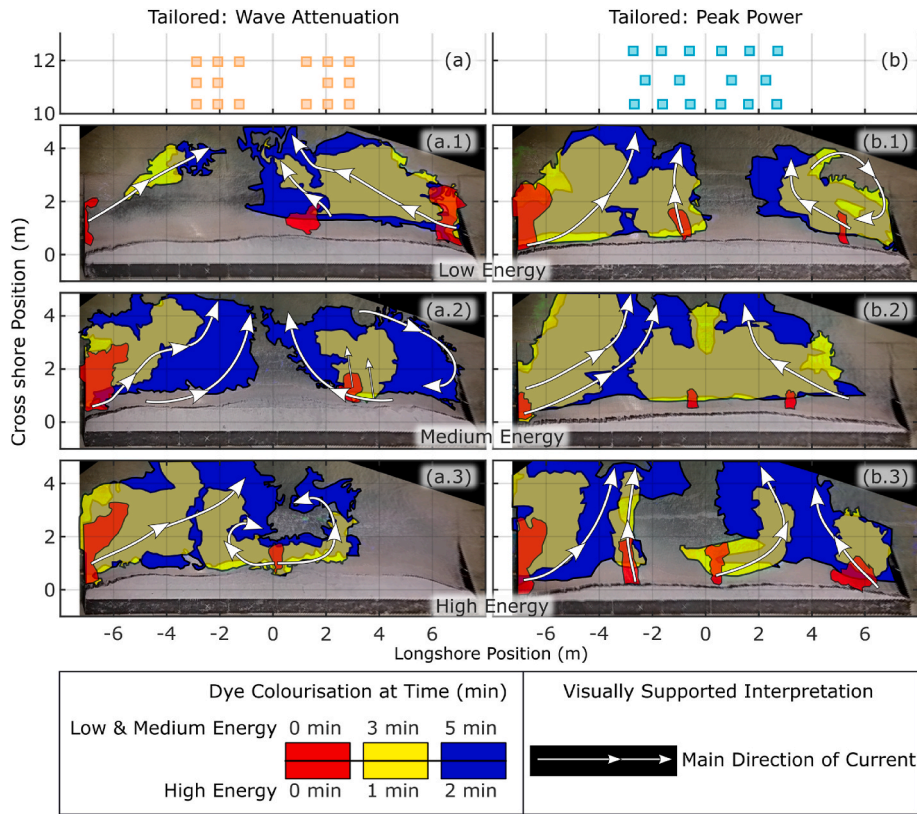 Tailored: Wave Attenuation
Tailored: Peak Power
12
10
(a)
(b)
Cross shore Position (m)
4
2
0
(a.1)
(b.1)
Low Energy
4
2
0
(a.2)
(b.2)
Medium Energy
4
2
0
(a.3)
(b.3)
High Energy
-6 -4 -2 0 2 4 6
-6 -4 -2 0 2 4 6
Longshore Position (m)
Dye Colourisation at Time (min)
Low & Medium Energy 0 min 3 min 5 min
High Energy 0 min 1 min 2 min
Visually Supported Interpretation
Main Direction of Current